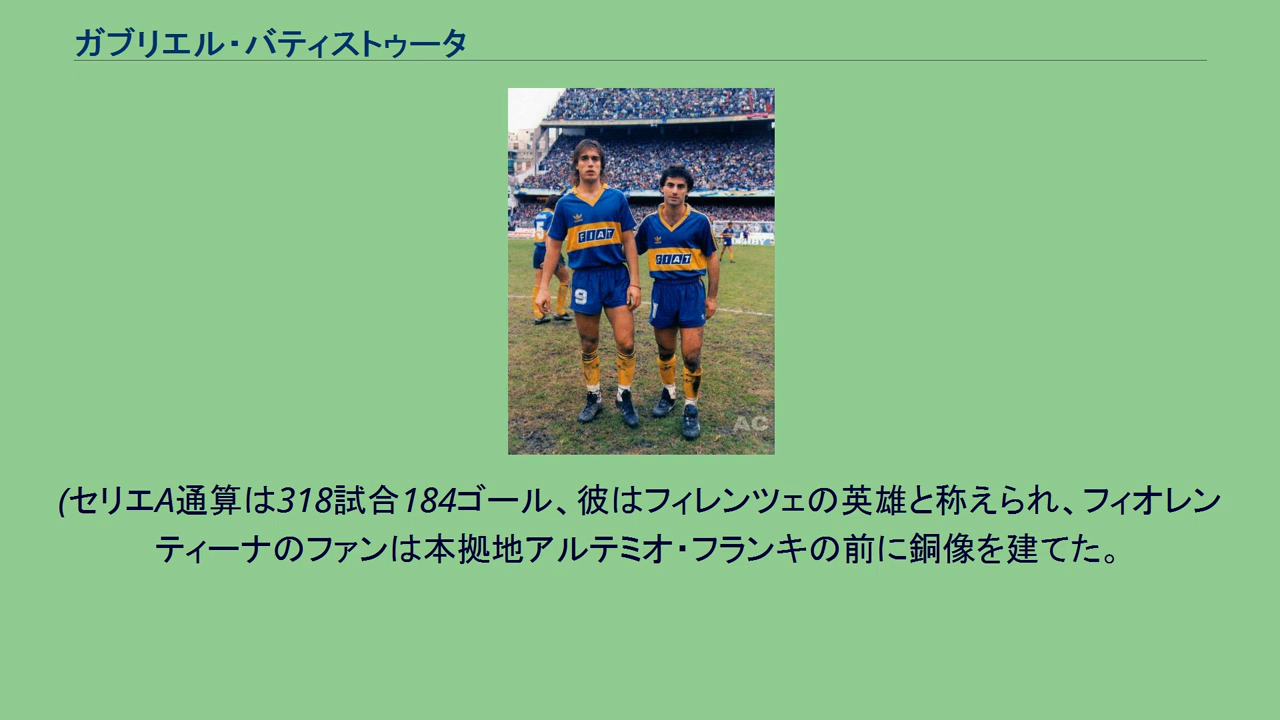 ガブリエル・バティストゥータ
FIAT
FIAT
9
5
AC
(セリエA通算は318試合184ゴール、彼はフィレンツェの英雄と称えられ、フィオレン
ティーナのファンは本拠地アルテミオ・フランキの前に銅像を建てた。